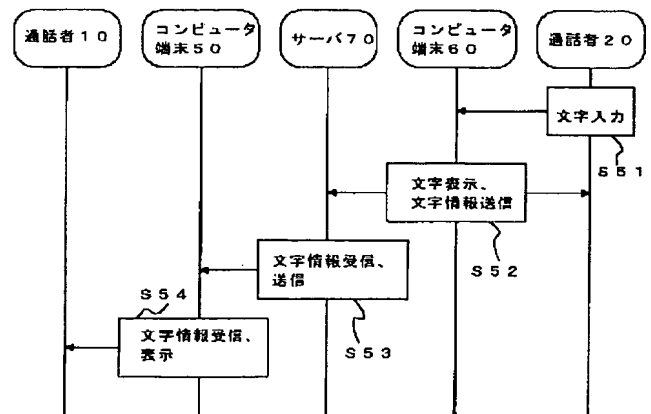 通話者10
コンピュータ
端末50
サーバ70
コンピュータ
端末60
通話者20
文字入力
S51
文字表示、
文字情報送信
S52
文字情報受信、
送信
S53
S54
文字情報受信、
表示